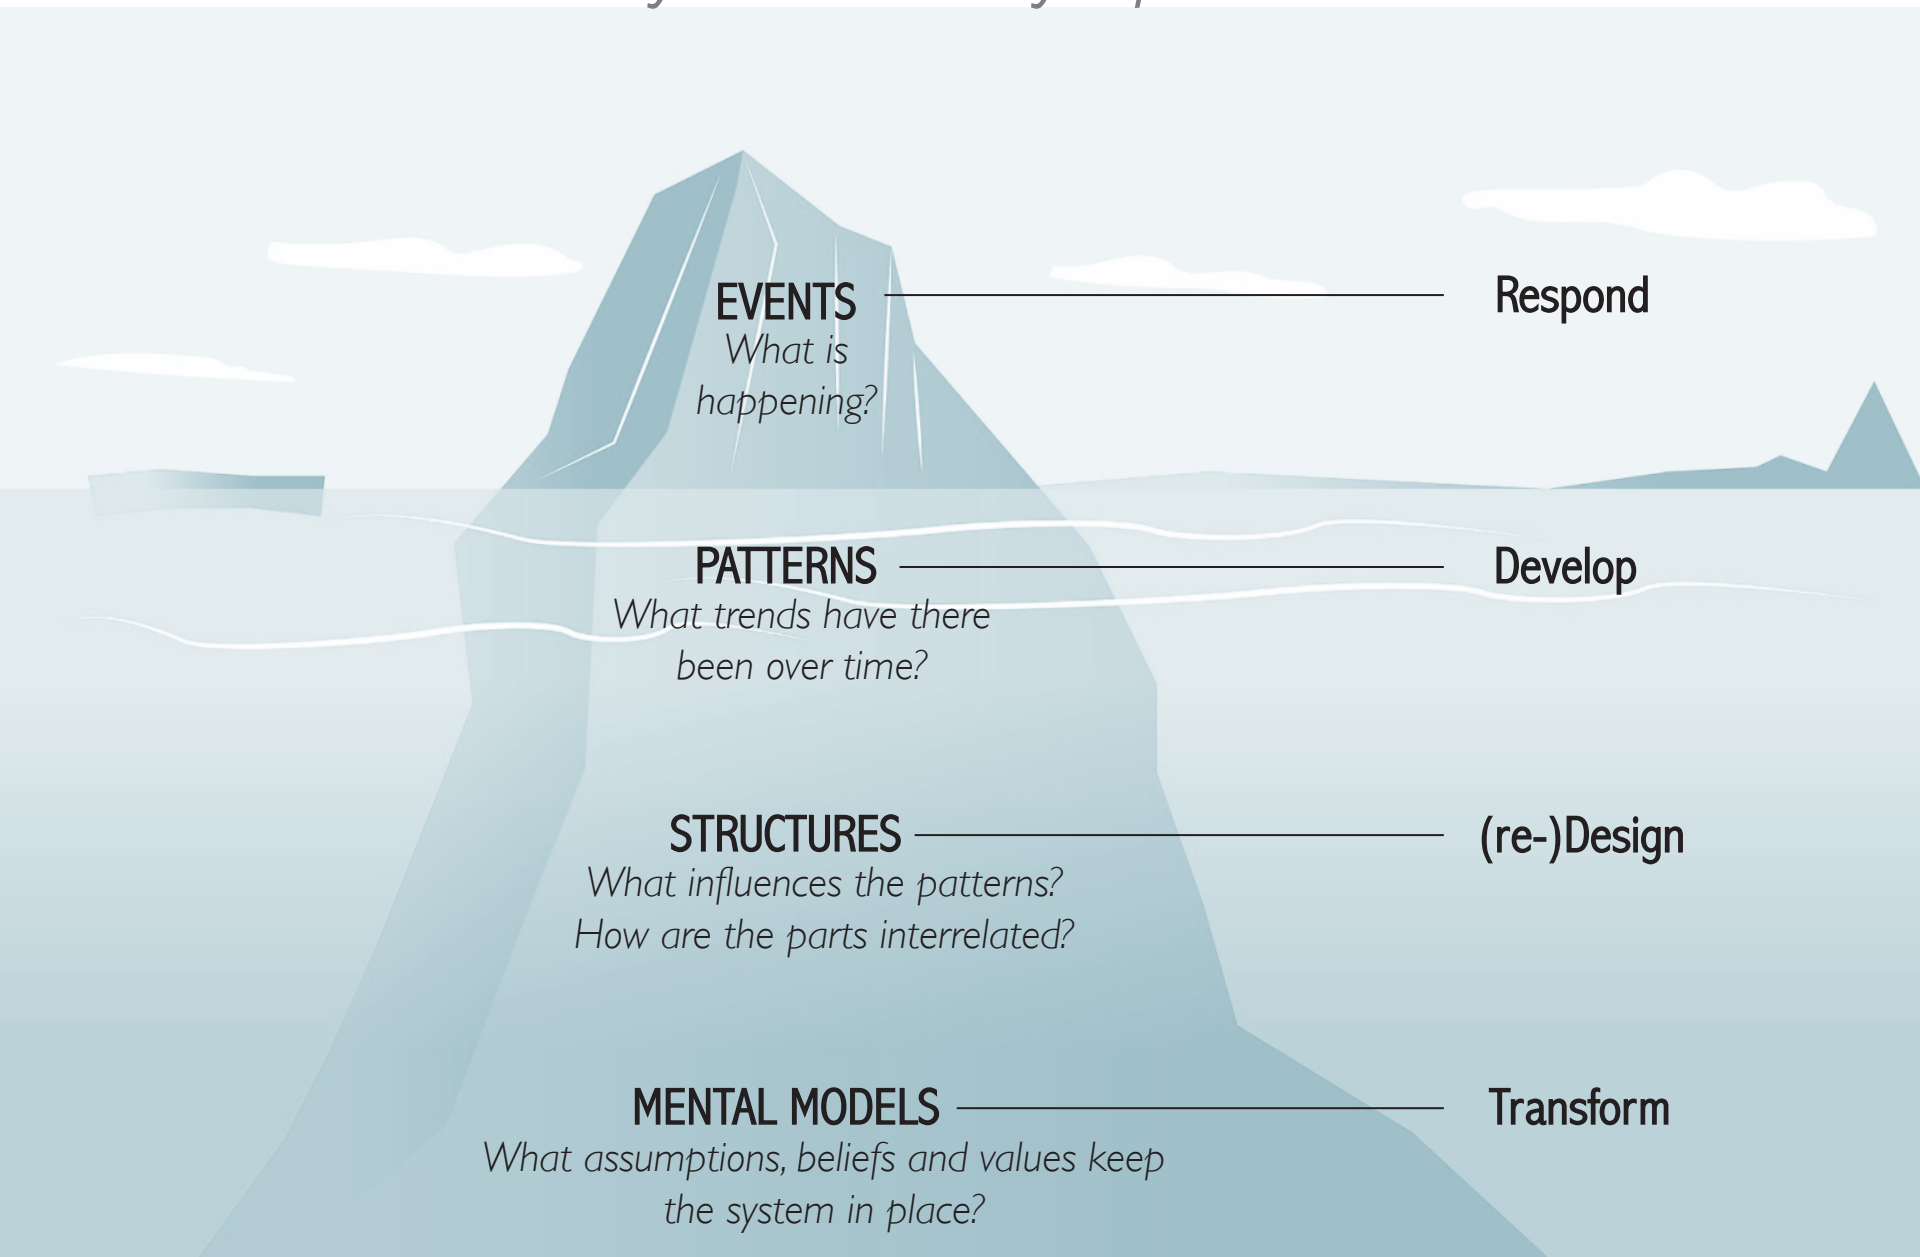 EVENTS
Respond
What is
happening?
PATTERNS
Develop
What trends have there
been over time?
STRUCTURES
(re-)Design
What influences the patterns?
How are the parts interrelated?
MENTAL MODELS
Transform
What assumptions, beliefs and values keep
the system in place?